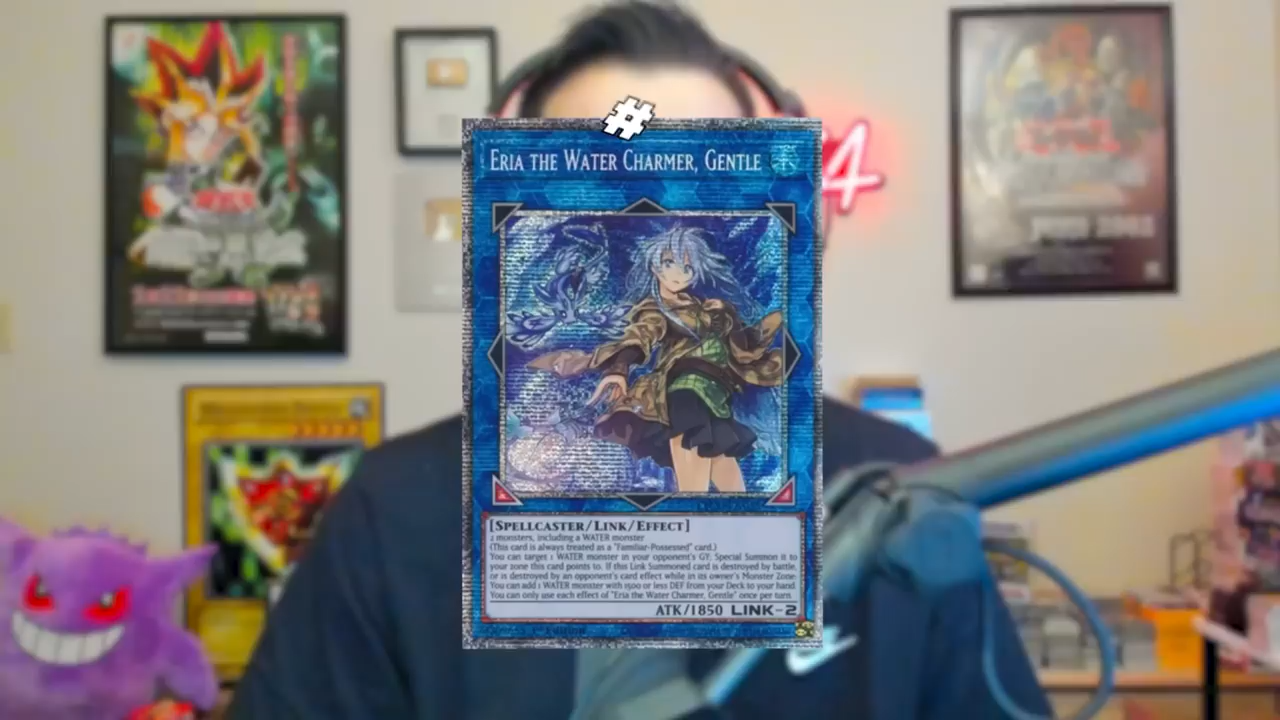 #
ERIA THE WATER CHARMER, GENTLE
4
[SPELLCASTER/LINK/EFFECT]
2 monsters, including a WATER monster
(This card is always treated as a "Familiar-Possessed" card.)
You can target 1 WATER monster in your opponent's GY; Special Summon it to
your zone this card points to. If this Link Summoned card is destroyed by battle,
or is destroyed by an opponent's card effect while in its owner's Monster Zone:
You can add 1 WATER monster with 1500 or less DEF from your Deck to your hand.
You can only use each effect of "Eria the Water Charmer, Gentle" once per turn.
ATK/1850 LINK-2